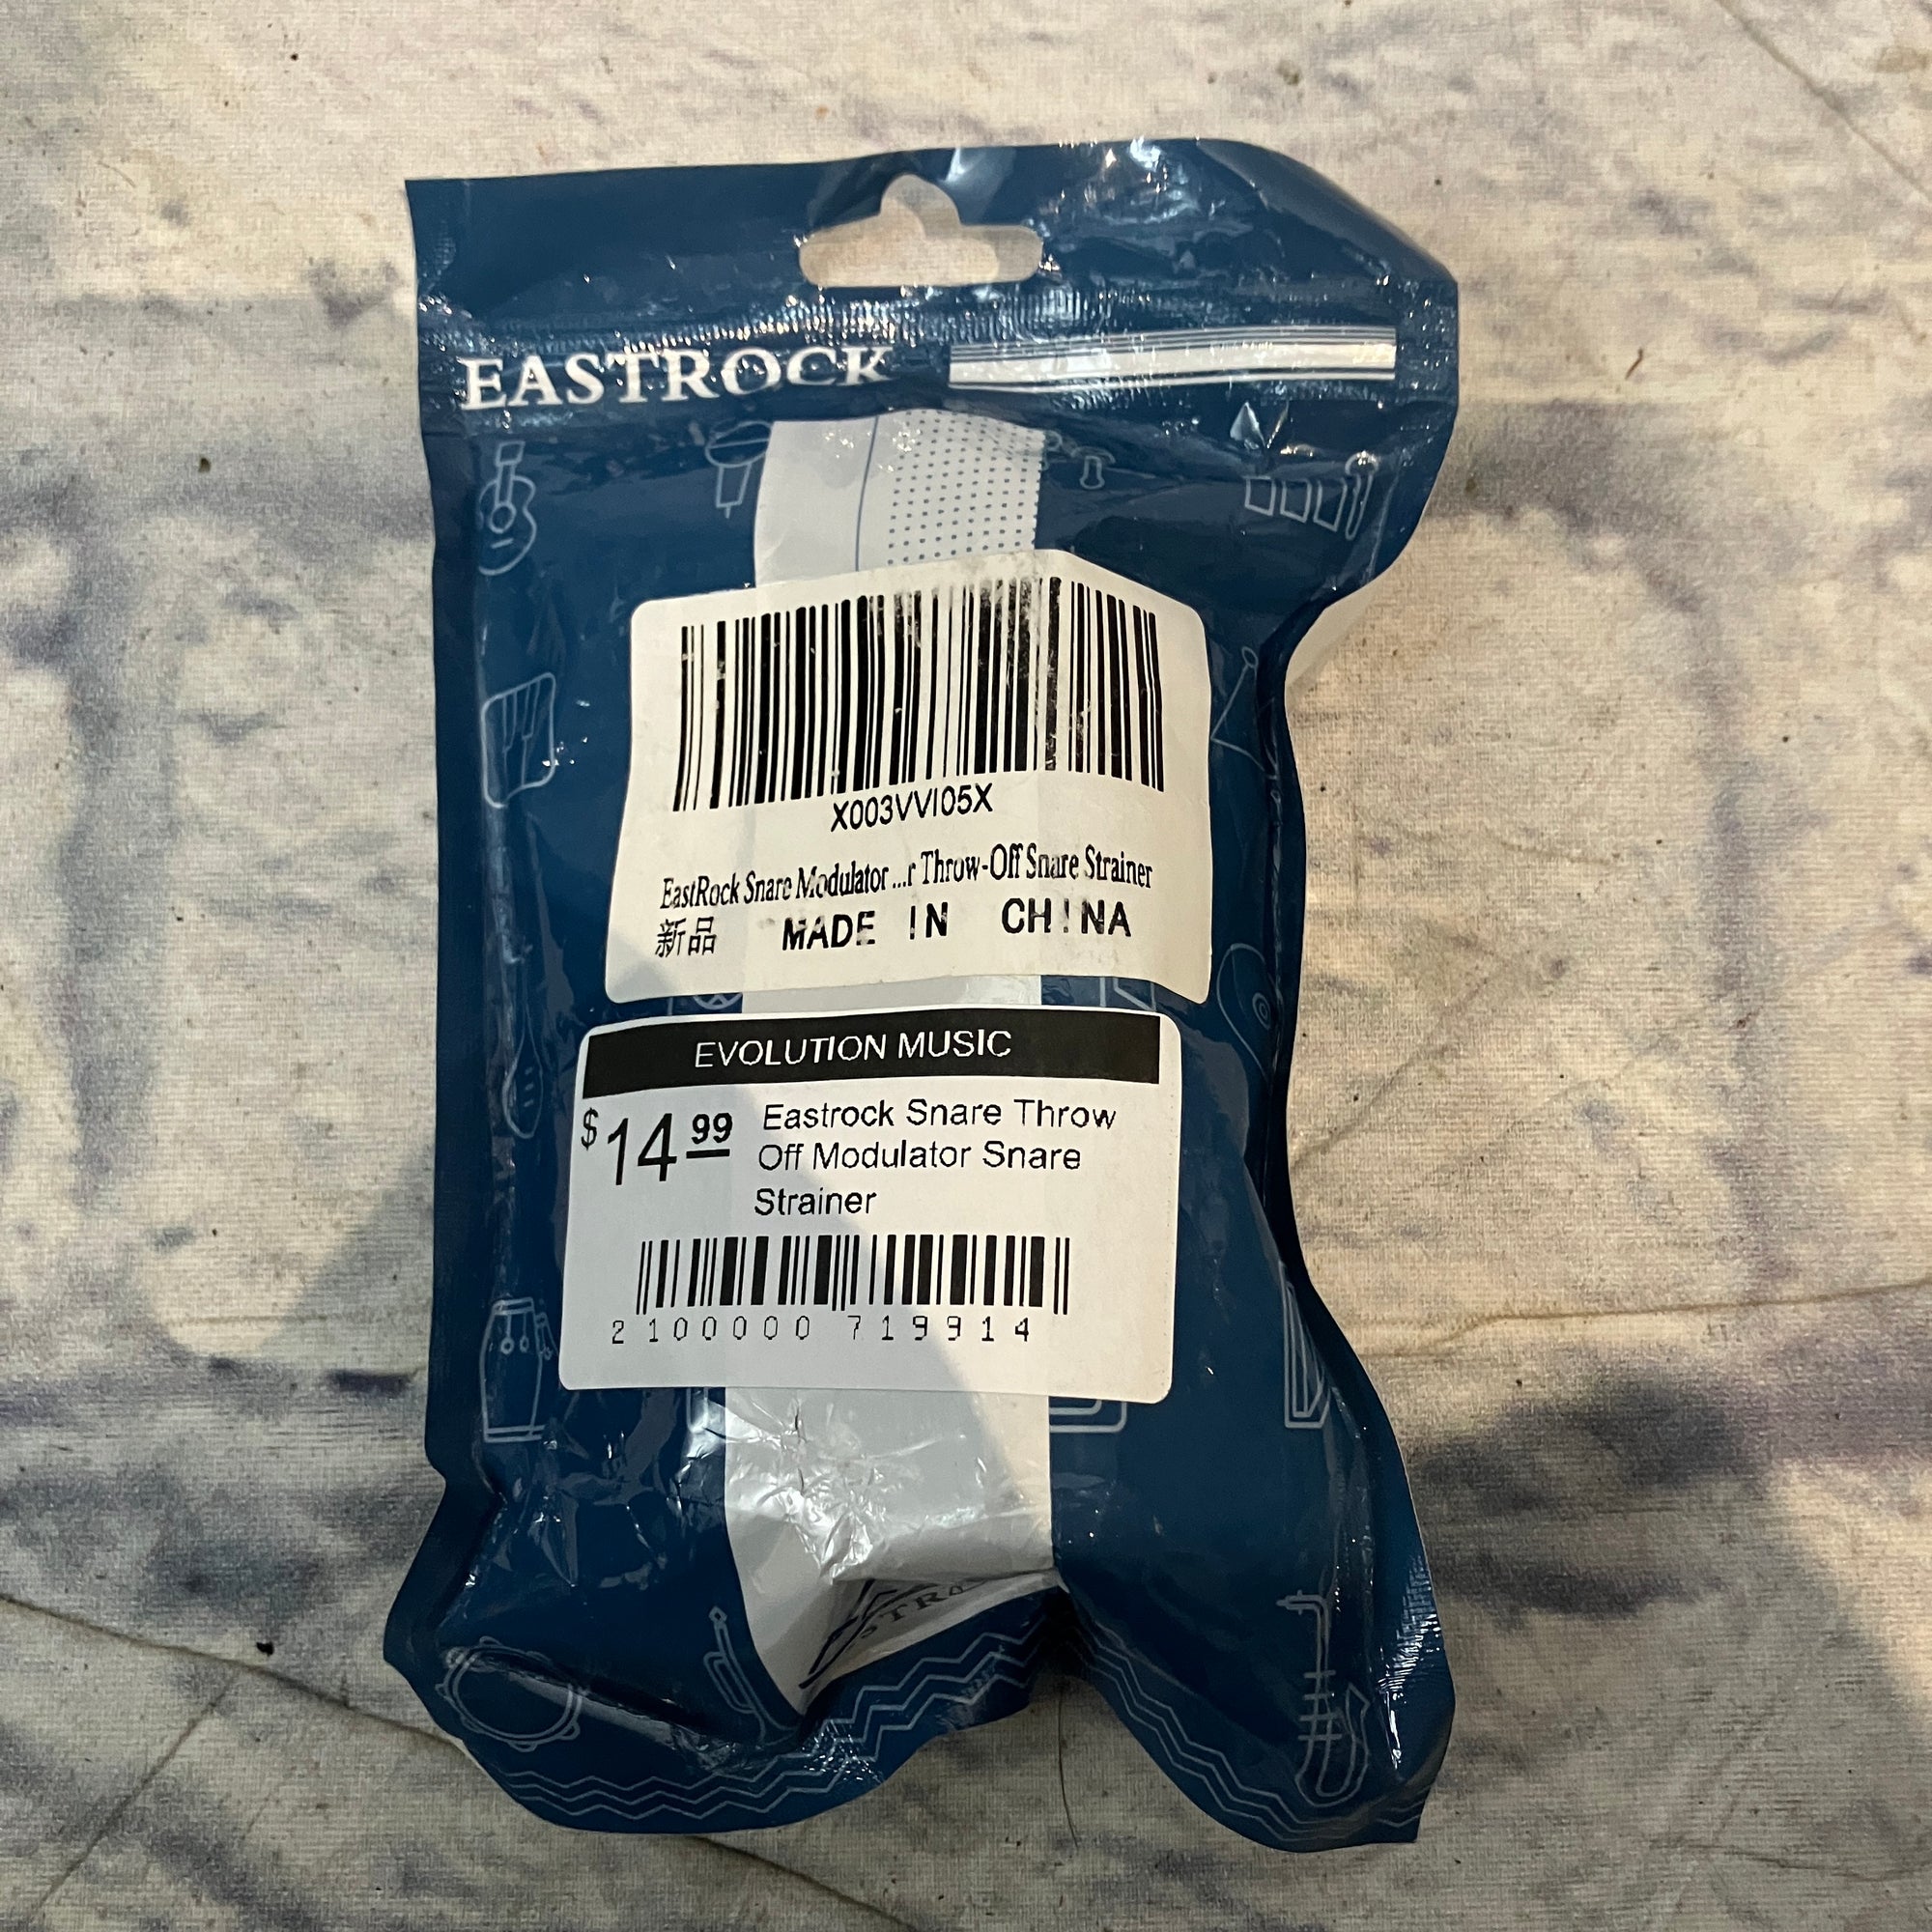 EASTROCK
X003VVI05X
EastRock Snare Modulator ...r Throw-Off Snare Strainer
新品 MADE IN CHINA
EVOLUTION MUSIC
$14.99 Eastrock Snare Throw
Off Modulator Snare
Strainer
2 100000 719914